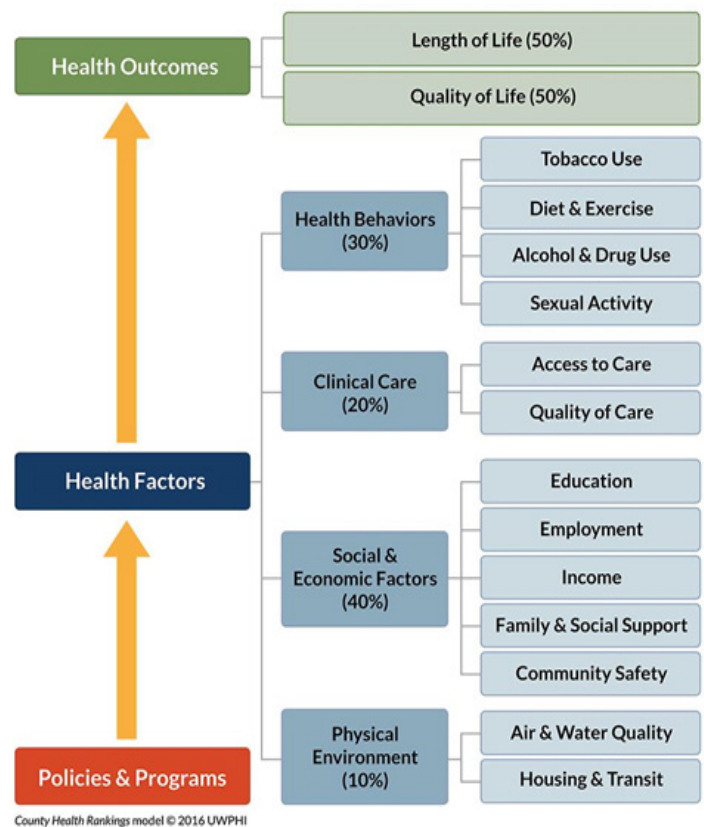 Health Outcomes
Length of Life (50%)
Quality of Life (50%)
Health Behaviors
(30%)
Tobacco Use
Diet & Exercise
Alcohol & Drug Use
Sexual Activity
Clinical Care
(20%)
Access to Care
Quality of Care
Health Factors
Social &
Economic Factors
(40%)
Education
Employment
Income
Family & Social Support
Community Safety
Physical
Environment
(10%)
Air & Water Quality
Housing & Transit
Policies & Programs
County Health Rankings model © 2016 UWPHI